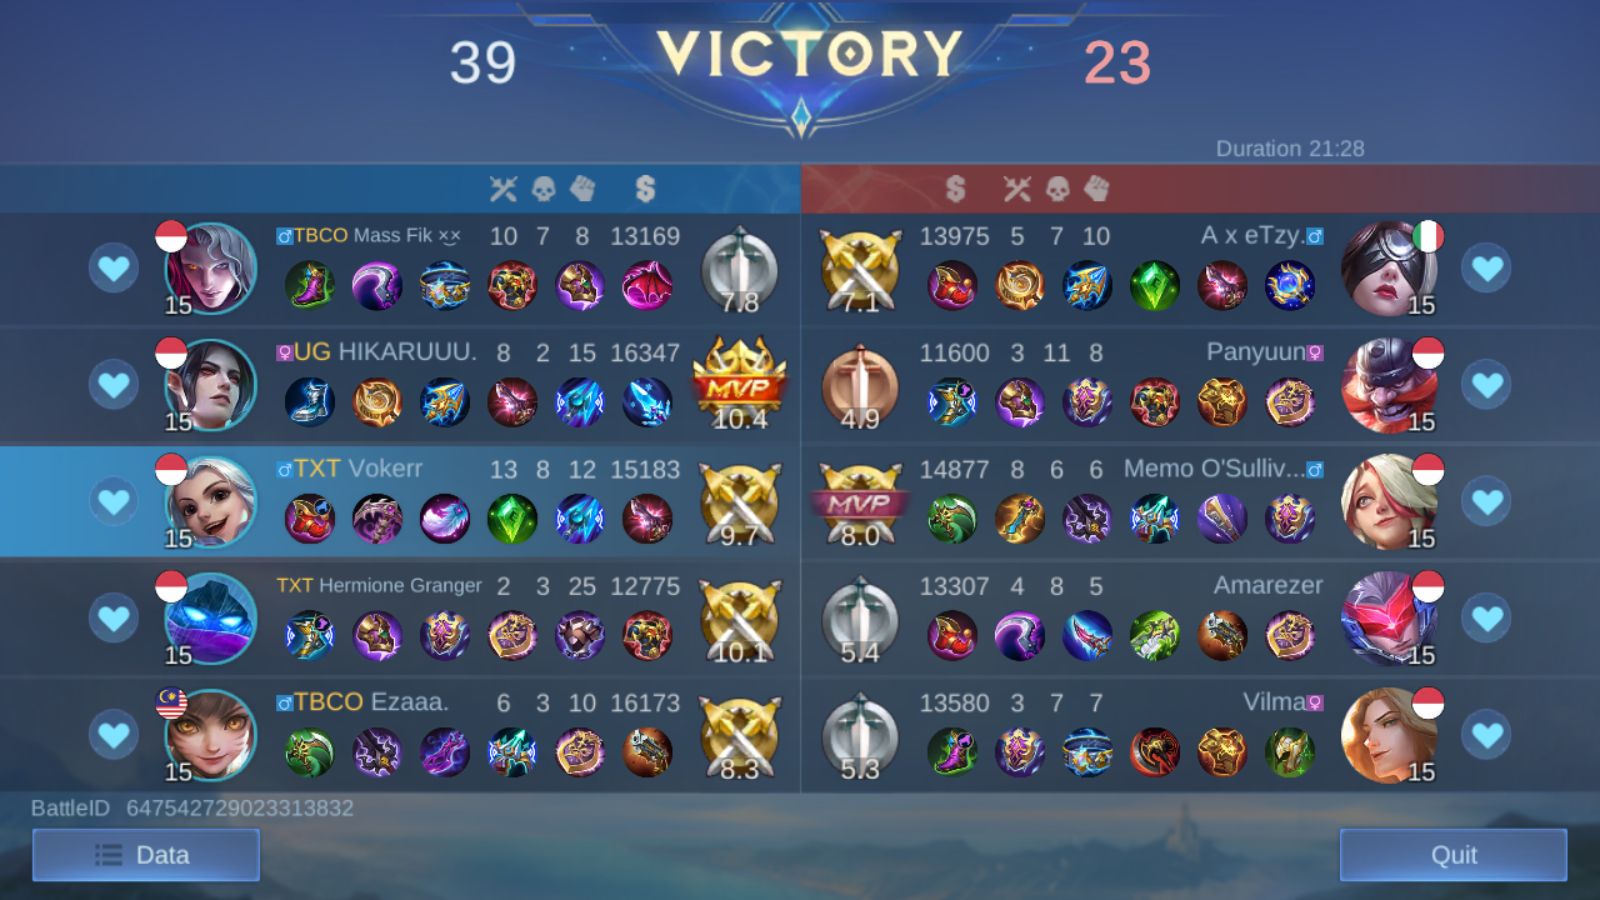 39 VICTORY 23
Duration 21:28
TBCO Mass Fik ×͜× 10 7 8 13169 7.8
15
7.1 13975 5 7 10 A x eTzy.
15
UG HIKARUUU. 8 2 15 16347 MVP 10.4
15
4.9 11600 3 11 8 Panyuun
15
TXT Vokerr 13 8 12 15183 9.7
15
MVP 8.0 14877 8 6 6 Memo O'Sulliv...
15
TXT Hermione Granger 2 3 25 12775 10.1
15
5.4 13307 4 8 5 Amarezer
15
TBCO Ezaaa. 6 3 10 16173 8.3
15
5.3 13580 3 7 7 Vilma
15
BattleID 647542729023313832
Data
Quit